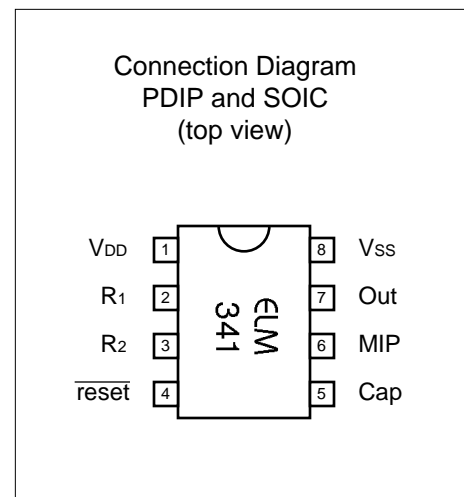 Connection Diagram
PDIP and SOIC
(top view)
VDD 1 8 VSS
R1 2 7 Out
R2 3 6 MIP
reset 4 5 Cap
ELM
341